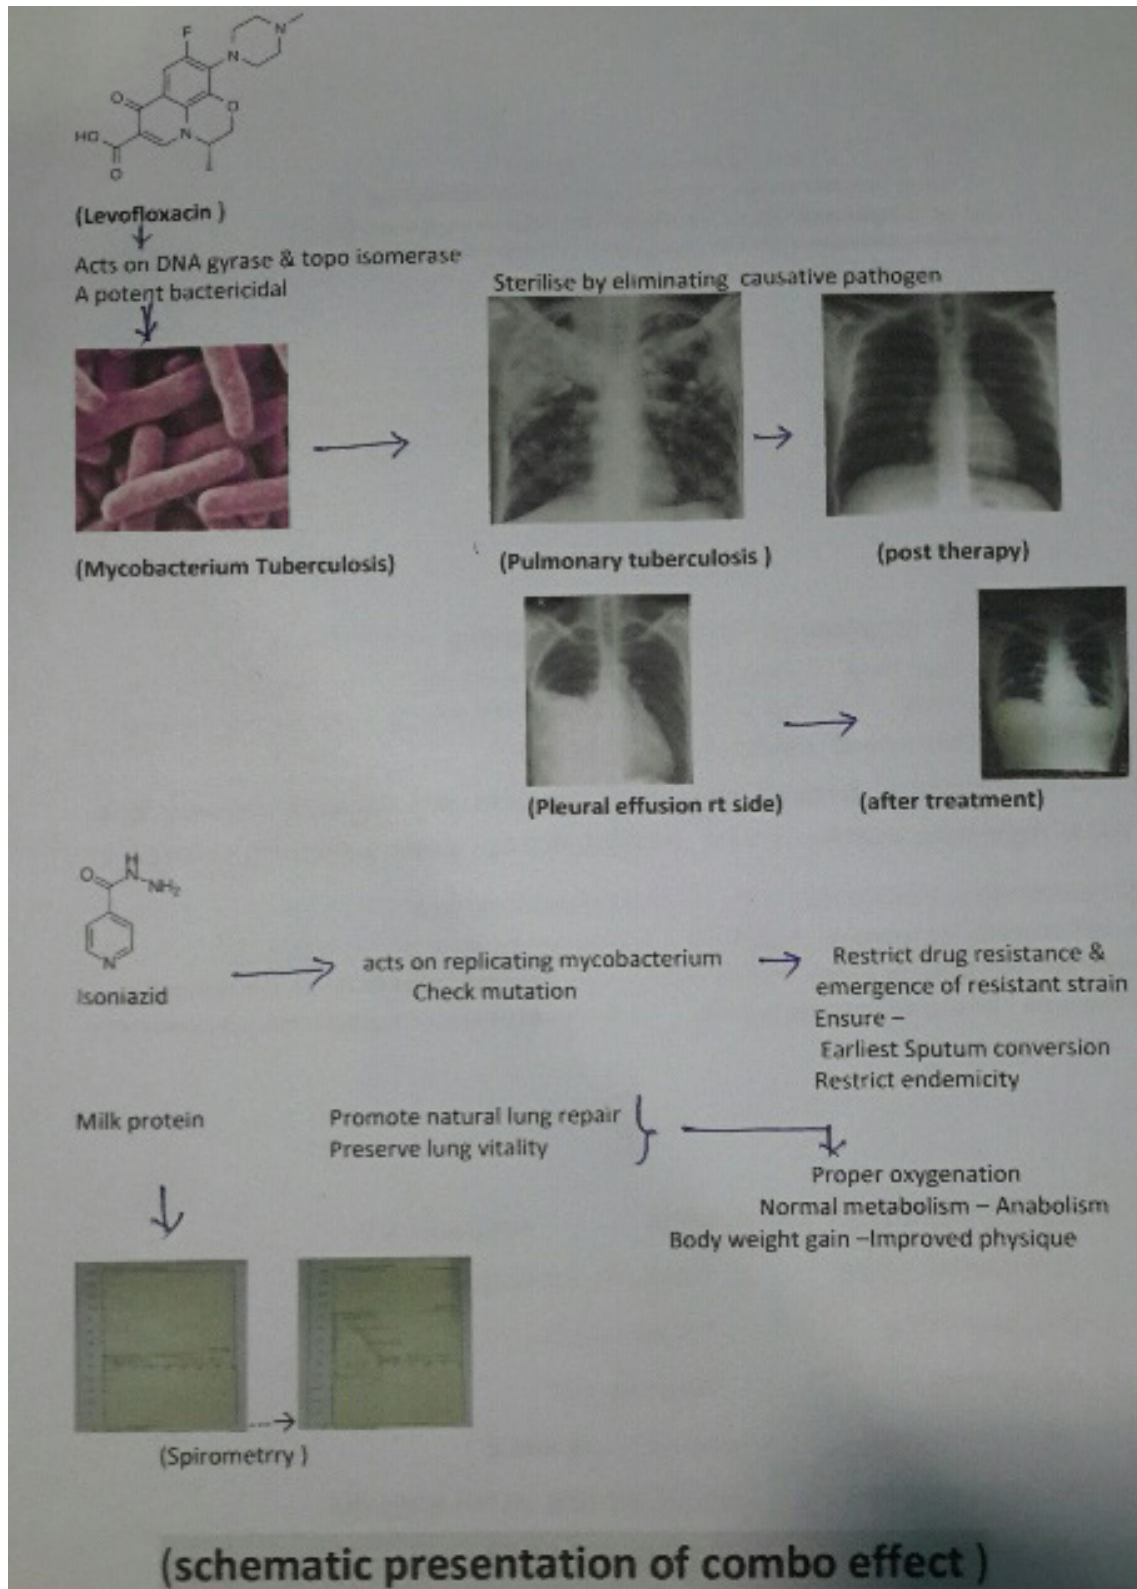 F
N
N
O
O
HO
N
O
(Levofloxacin )
Acts on DNA gyrase & topo isomerase
A potent bactericidal
Sterilise by eliminating causative pathogen
(Mycobacterium Tuberculosis)
(Pulmonary tuberculosis )
(post therapy)
(Pleural effusion rt side)
(after treatment)
H
O
N
NH2
N
Isoniazid
acts on replicating mycobacterium
Check mutation
Restrict drug resistance &
emergence of resistant strain
Ensure –
Earliest Sputum conversion
Restrict endemicity
Milk protein
Promote natural lung repair
Preserve lung vitality
Proper oxygenation
Normal metabolism – Anabolism
Body weight gain –Improved physique
(Spirometrry )
(schematic presentation of combo effect )